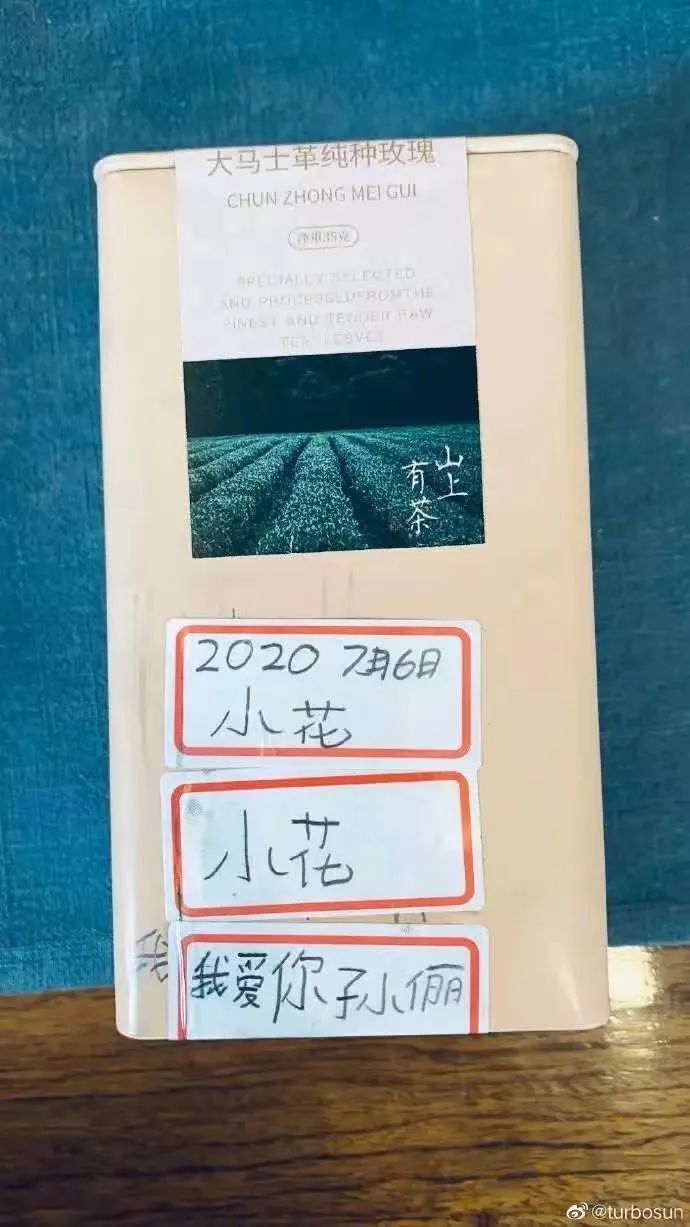 大马士革纯种玫瑰
CHUN ZHONG MEI GUI
净重35克
SPECIALLY SELECTED
AND PROCESSEDFROMTHE
FINEST AND TENDER RAW
TEA LEAVES
山上
有茶
2020 7月6日
小花
小花
我
我爱你孙俪
@turbosun